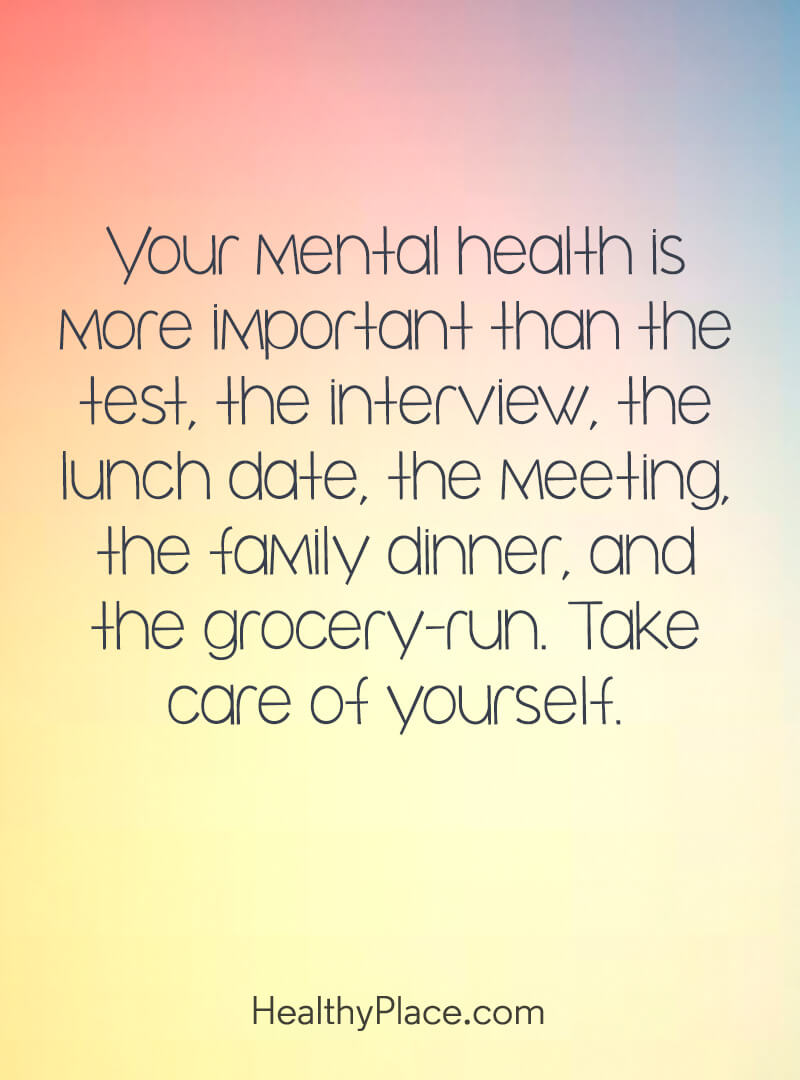 Your mental health is
more important than the
test, the interview, the
lunch date, the meeting,
the family dinner, and
the grocery-run. Take
care of yourself.
HealthyPlace.com